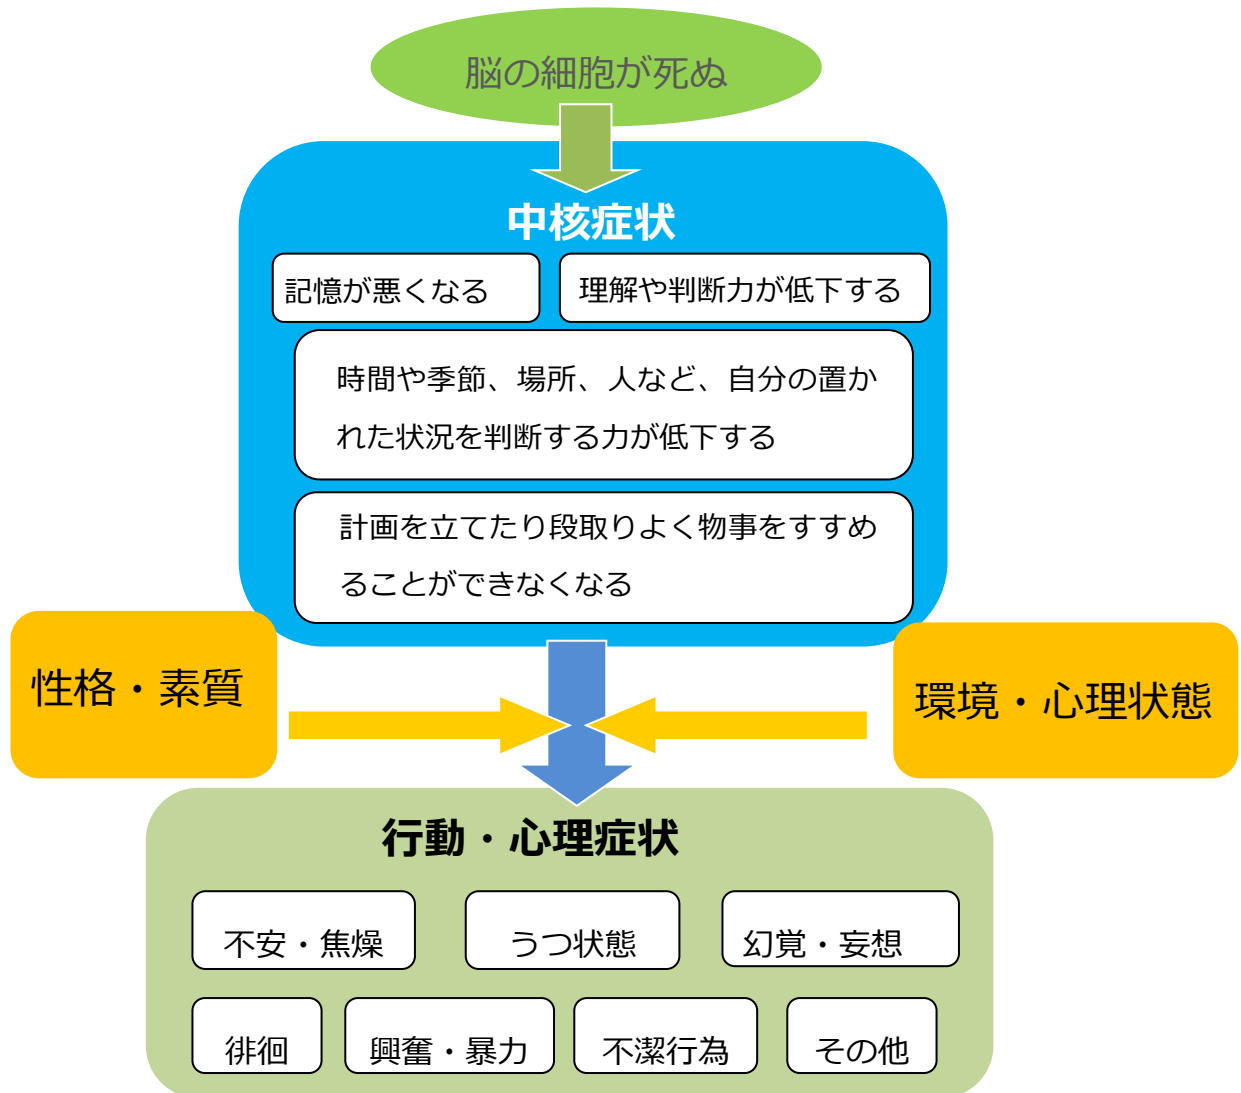 脳の細胞が死ぬ
中核症状
記憶が悪くなる
理解や判断力が低下する
時間や季節、場所、人など、自分の置か
れた状況を判断する力が低下する
計画を立てたり段取りよく物事をすすめ
ることができなくなる
性格・素質
環境・心理状態
行動・心理症状
不安・焦燥
うつ状態
幻覚・妄想
徘徊
興奮・暴力
不潔行為
その他